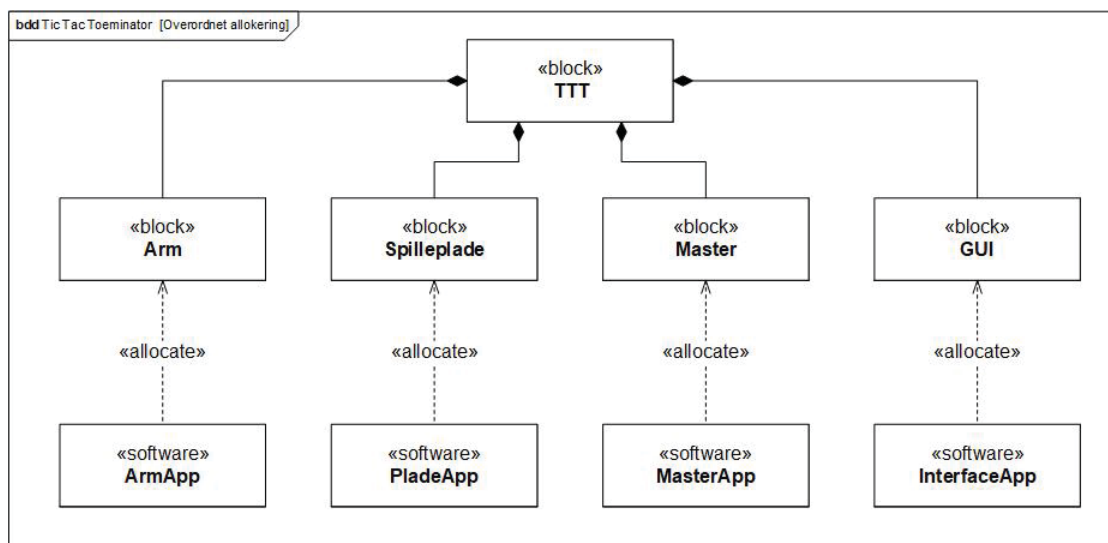 bdd Tic Tac Toeminator [Overordnet allokering]
«block»
TTT
«block»
Arm
«block»
Spilleplade
«block»
Master
«block»
GUI
«allocate»
«allocate»
«allocate»
«allocate»
«software»
ArmApp
«software»
PladeApp
«software»
MasterApp
«software»
InterfaceApp